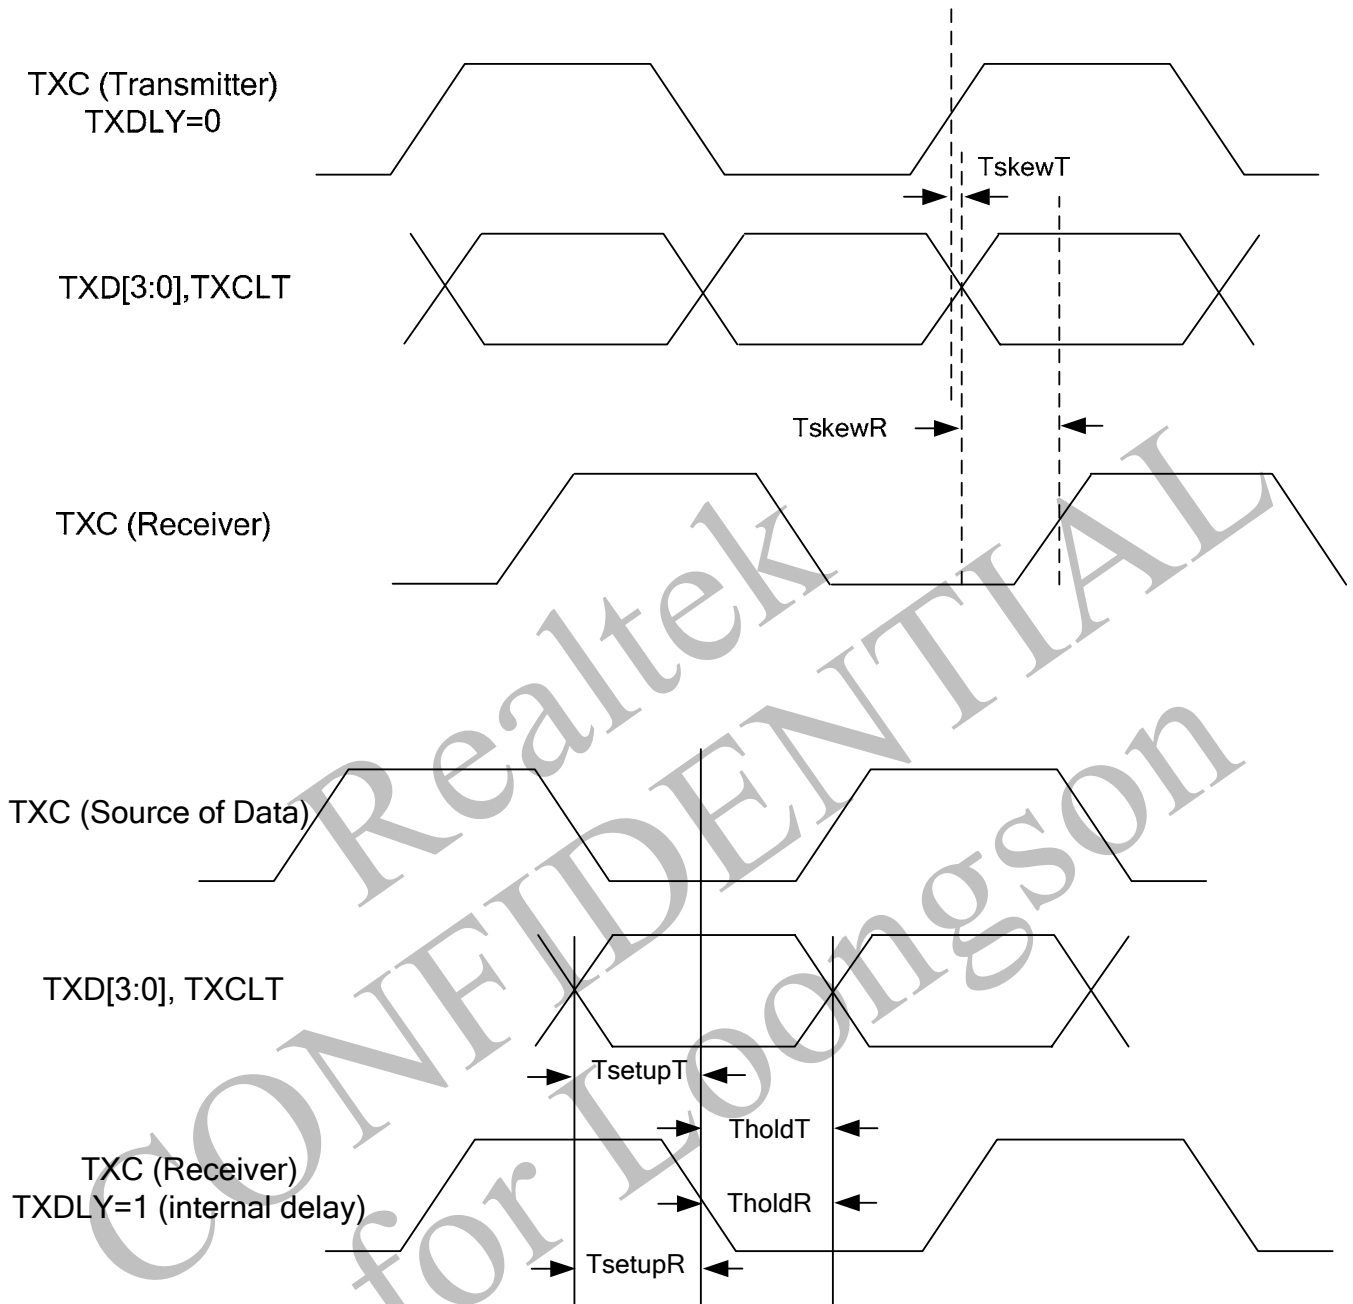 TXC (Transmitter)
TXDLY=0
TskewT
TXD[3:0],TXCLT
TskewR
TXC (Receiver)
Realtek
CONFIDENTIAL
for Loongson
TXC (Source of Data)
TXD[3:0], TXCLT
TsetupT
TholdT
TXC (Receiver)
TXDLY=1 (internal delay)
TholdR
TsetupR